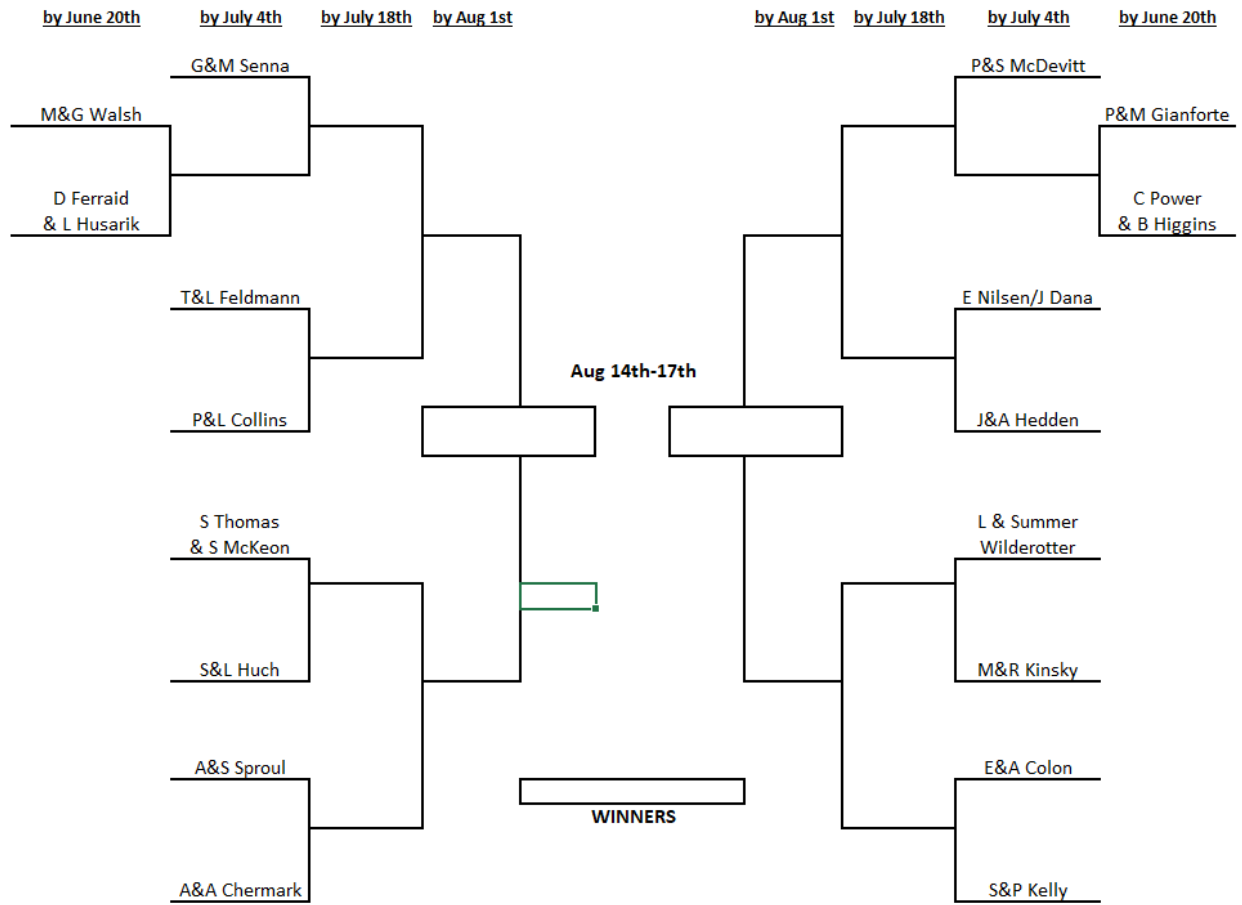 by June 20th by July 4th by July 18th by Aug 1st by Aug 1st by July 18th by July 4th by June 20th
G&M Senna
M&G Walsh
D Ferraid
& L Husarik
T&L Feldmann
P&L Collins
S Thomas
& S McKeon
S&L Huch
A&S Sproul
A&A Chermark
Aug 14th-17th
WINNERS
P&S McDevitt
P&M Gianforte
C Power
& B Higgins
E Nilsen/J Dana
J&A Hedden
L & Summer
Wilderotter
M&R Kinsky
E&A Colon
S&P Kelly